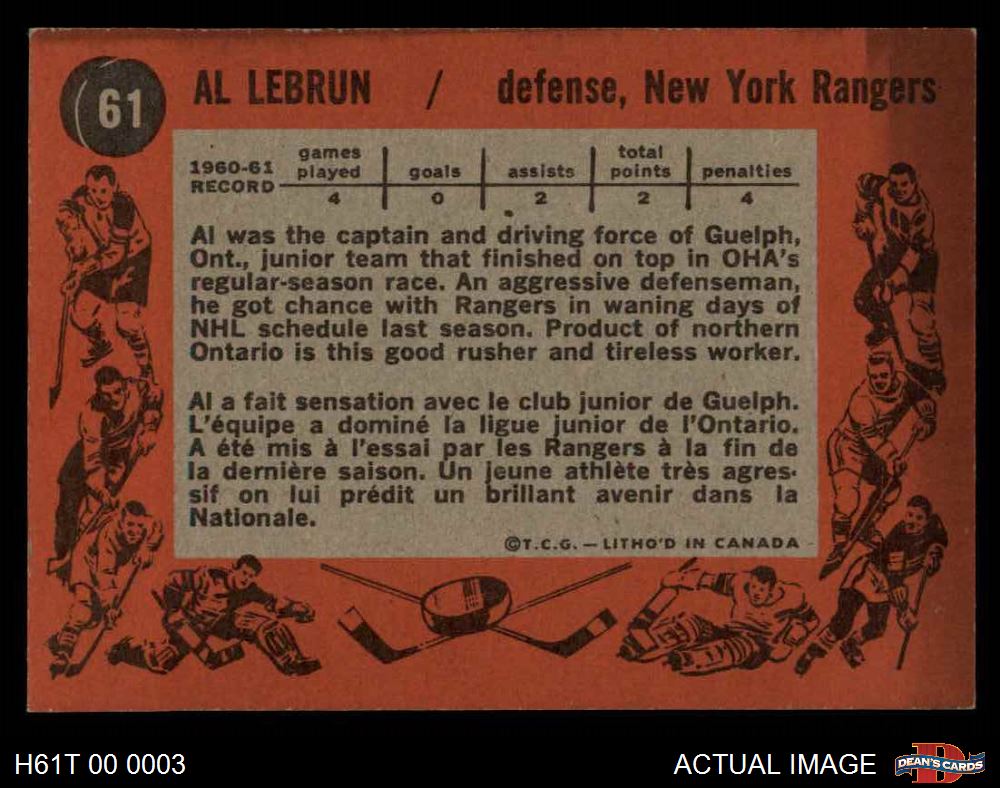 61
AL LEBRUN / defense, New York Rangers
1960-61 RECORD
games played goals assists total points penalties
4 0 2 2 4
Al was the captain and driving force of Guelph,
Ont., junior team that finished on top in OHA's
regular-season race. An aggressive defenseman,
he got chance with Rangers in waning days of
NHL schedule last season. Product of northern
Ontario is this good rusher and tireless worker.
Al a fait sensation avec le club junior de Guelph.
L'équipe a dominé la ligue junior de l'Ontario.
A été mis à l'essai par les Rangers à la fin de
la dernière saison. Un jeune athlète très agres-
sif on lui prédit un brillant avenir dans la
Nationale.
©T.C.G. — LITHO'D IN CANADA
H61T 00 0003
ACTUAL IMAGE
D
DEAN'S CARDS